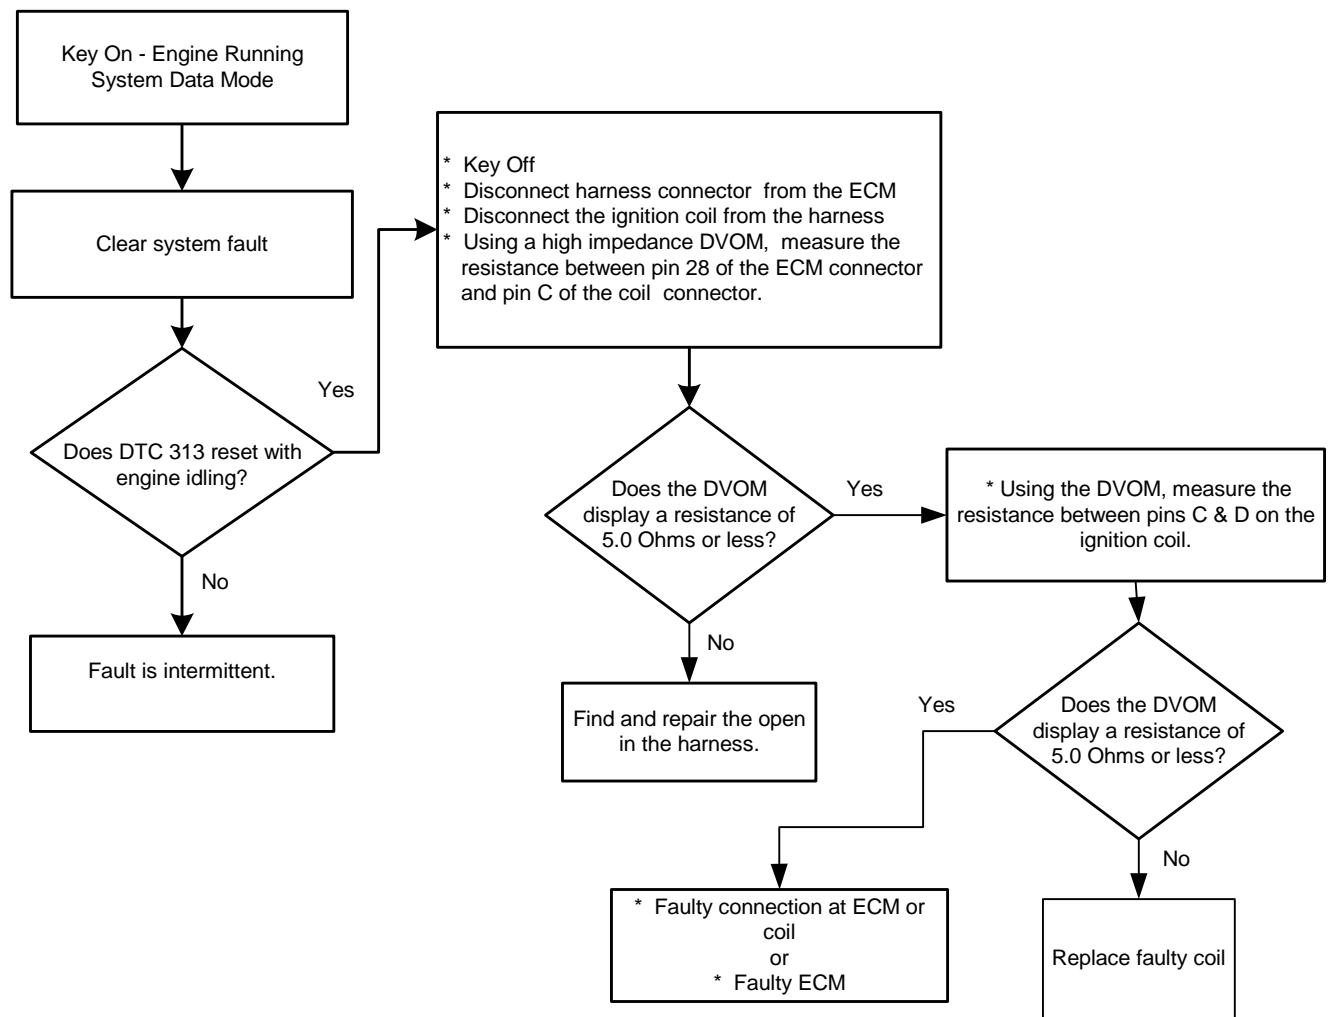 Key On - Engine Running
System Data Mode
Clear system fault
Does DTC 313 reset with
engine idling?
Yes
No
Fault is intermittent.
* Key Off
* Disconnect harness connector from the ECM
* Disconnect the ignition coil from the harness
* Using a high impedance DVOM, measure the
resistance between pin 28 of the ECM connector
and pin C of the coil connector.
Does the DVOM
display a resistance of
5.0 Ohms or less?
Yes
No
Find and repair the open
in the harness.
* Using the DVOM, measure the
resistance between pins C & D on the
ignition coil.
Does the DVOM
display a resistance of
5.0 Ohms or less?
Yes
No
* Faulty connection at ECM or
coil
or
* Faulty ECM
Replace faulty coil